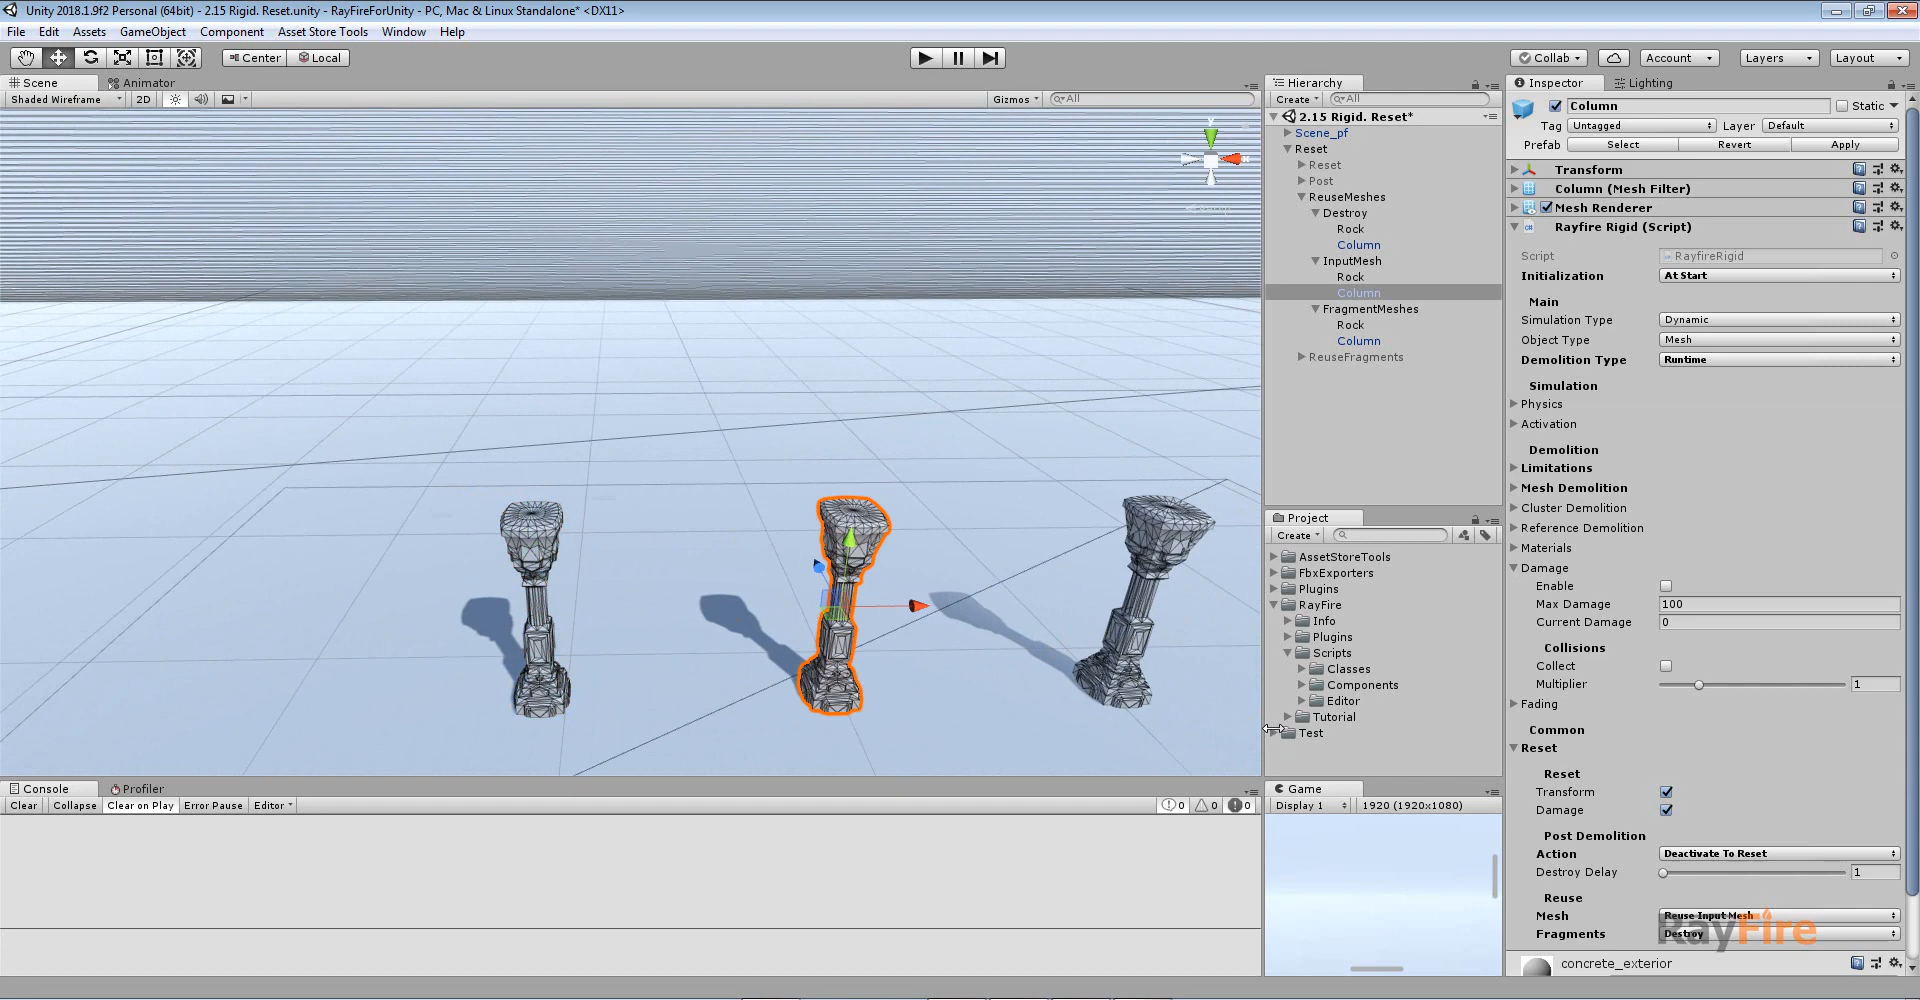 Unity 2018.1.9f2 Personal (64bit) - 2.15 Rigid. Reset.unity - RayFireForUnity - PC, Mac & Linux Standalone* <DX11>
File Edit Assets GameObject Component Asset Store Tools Window Help
Center Local Collab Account Layers Layout
Scene Animator
Shaded Wireframe 2D Gizmos All
Hierarchy
Create All
2.15 Rigid. Reset*
Scene_pf
Reset
Reset
Post
ReuseMeshes
Destroy
Rock
Column
InputMesh
Rock
Column
FragmentMeshes
Rock
Column
ReuseFragments
Project
Create
AssetStoreTools
FbxExporters
Plugins
RayFire
Info
Plugins
Scripts
Classes
Components
Editor
Tutorial
Test
Console Profiler
Clear Collapse Clear on Play Error Pause Editor 0 0 0
Game
Display 1 1920 (1920x1080)
Inspector Lighting
Column Static
Tag Untagged Layer Default
Prefab Select Revert Apply
Transform
Column (Mesh Filter)
Mesh Renderer
Rayfire Rigid (Script)
Script RayfireRigid
Initialization At Start
Main
Simulation Type Dynamic
Object Type Mesh
Demolition Type Runtime
Simulation
Physics
Activation
Demolition
Limitations
Mesh Demolition
Cluster Demolition
Reference Demolition
Materials
Damage
Enable
Max Damage 100
Current Damage 0
Collisions
Collect
Multiplier 1
Fading
Common
Reset
Reset
Transform
Damage
Post Demolition
Action Deactivate To Reset
Destroy Delay 1
Reuse
Mesh Reuse Input Mesh
Fragments Destroy
RayFire
concrete_exterior